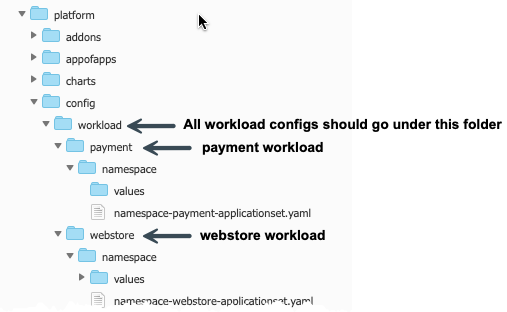 platform
addons
appofapps
charts
config
workload All workload configs should go under this folder
payment payment workload
namespace
values
namespace-payment-applicationset.yaml
webstore webstore workload
namespace
values
namespace-webstore-applicationset.yaml